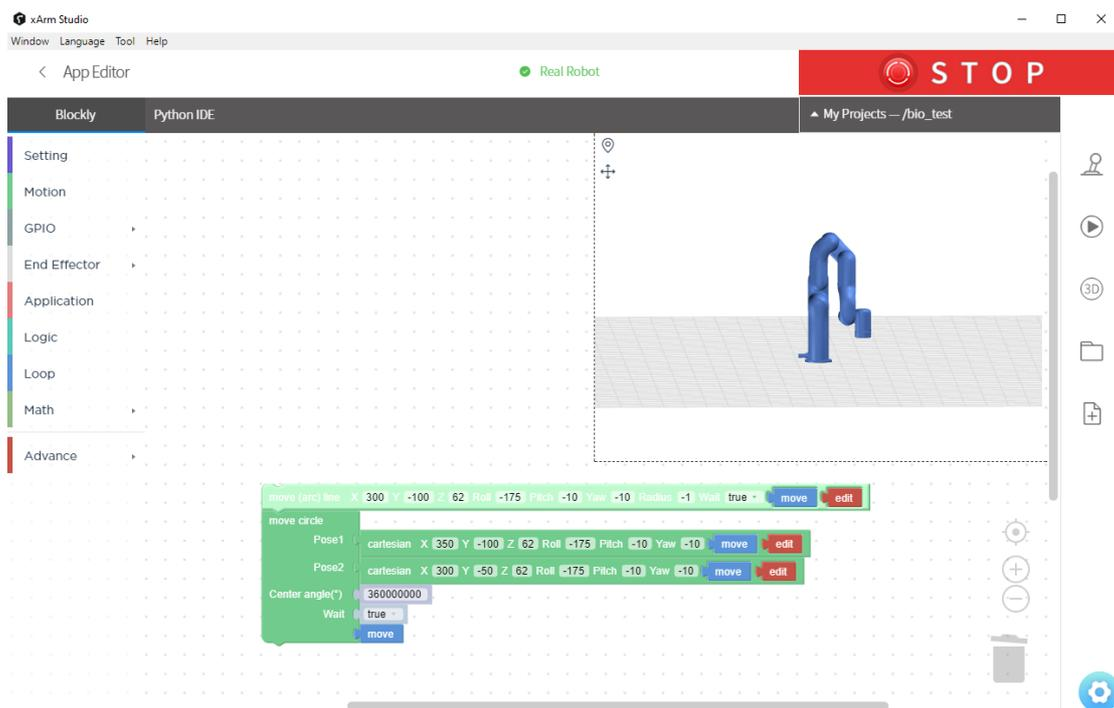 xArm Studio
Window Language Tool Help
App Editor
Real Robot
STOP
Blockly
Python IDE
My Projects — /bio_test
Setting
Motion
GPIO
End Effector
Application
Logic
Loop
Math
Advance
3D
move (arc) line X 300 Y -100 Z 62 Roll -175 Pitch -10 Yaw -10 Radius -1 Wait true move edit
move circle
Pose1 cartesian X 350 Y -100 Z 62 Roll -175 Pitch -10 Yaw -10 move edit
Pose2 cartesian X 300 Y -50 Z 62 Roll -175 Pitch -10 Yaw -10 move edit
Center angle(°) 360000000
Wait true
move